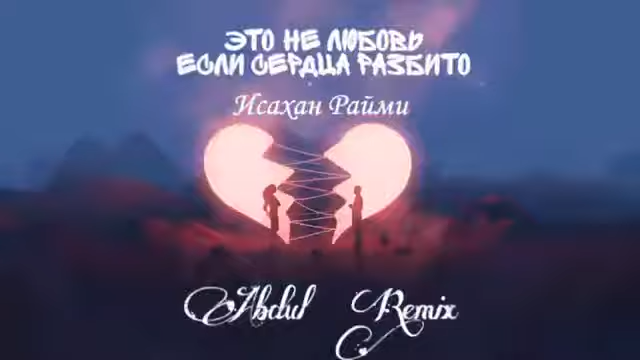 ЭТО НЕ ЛЮБОВЬ
ЕСЛИ СЕРДЦА РАЗБИТО
Исахан Райми
Abdul Remix